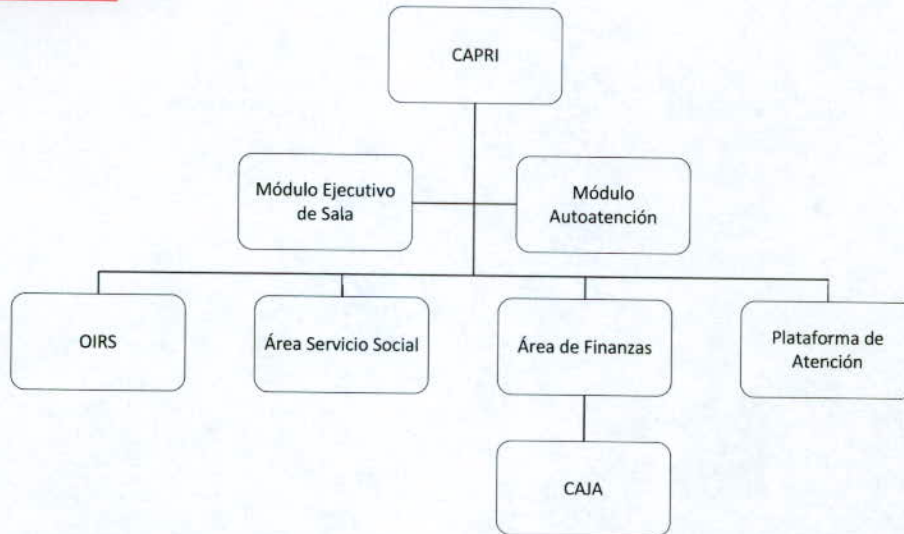 CAPRI
Módulo Ejecutivo
de Sala
Módulo
Autoatención
OIRS
Área Servicio Social
Área de Finanzas
Plataforma de
Atención
CAJA